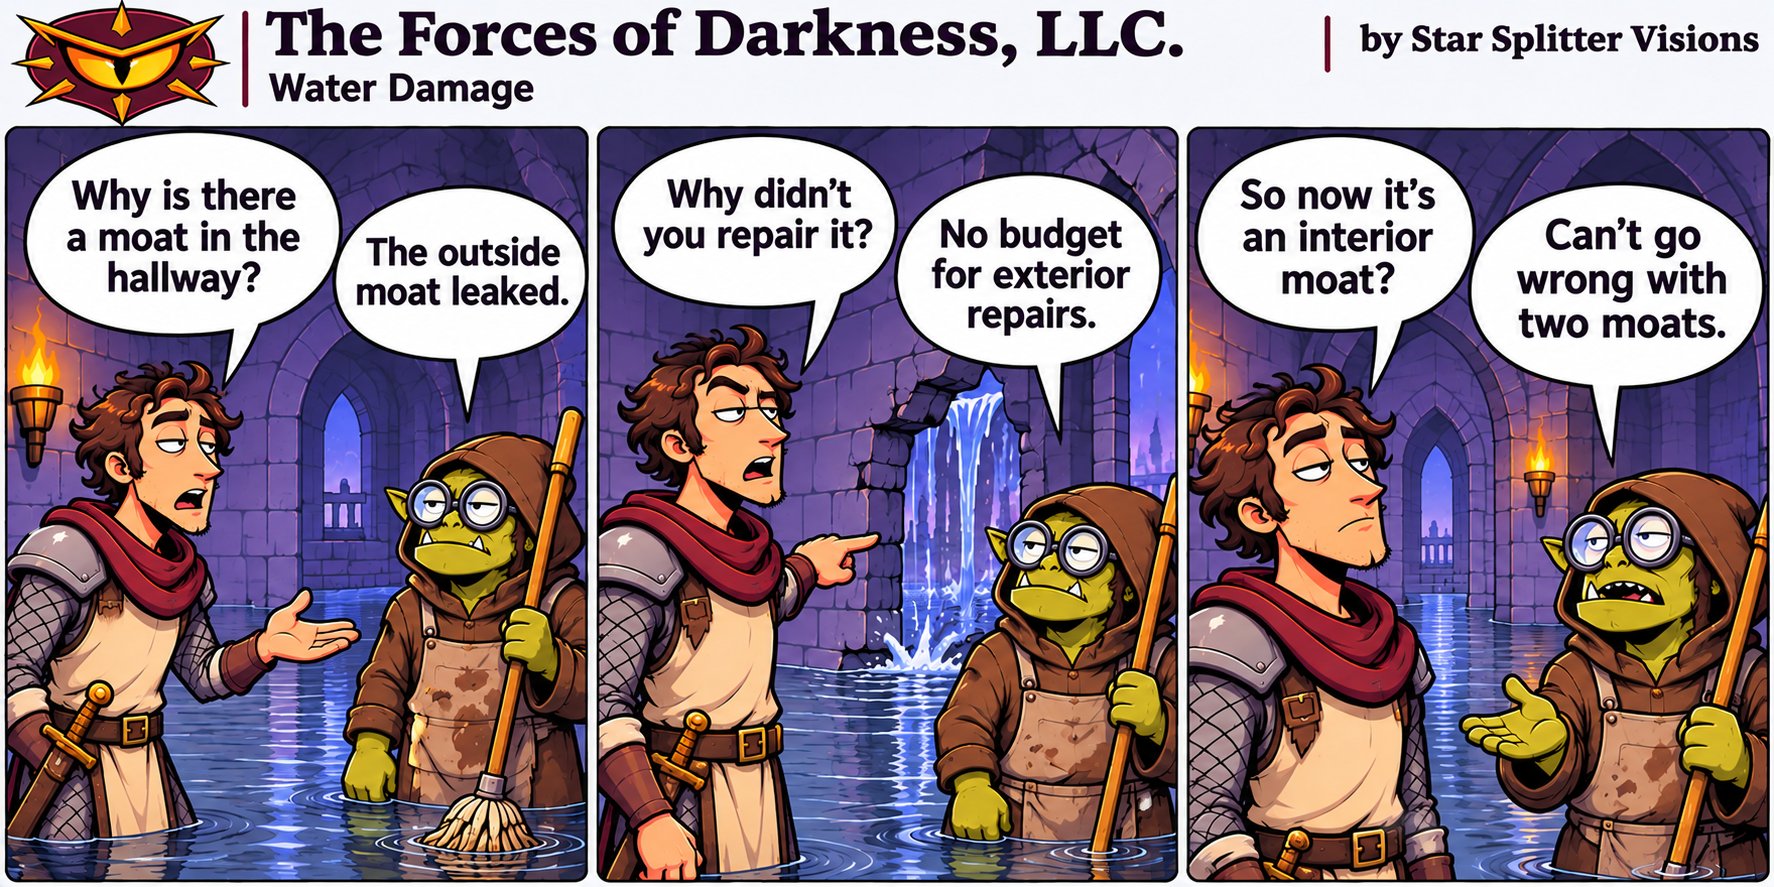 The Forces of Darkness, LLC.
Water Damage
by Star Splitter Visions
Why is there
a moat in the
hallway?
The outside
moat leaked.
Why didn't
you repair it?
No budget
for exterior
repairs.
So now it's
an interior
moat?
Can't go
wrong with
two moats.